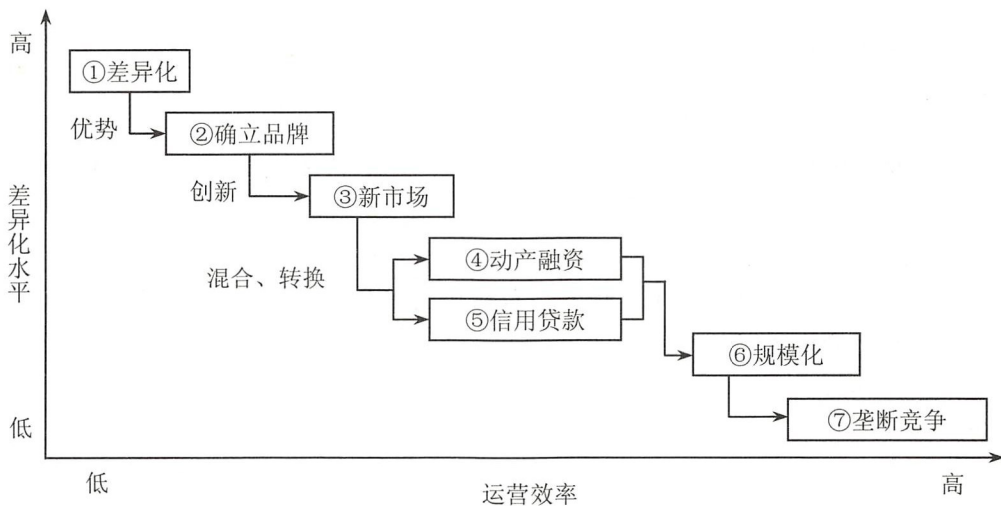 高
①差异化
优势
②确立品牌
创新
③新市场
差异化水平
④动产融资
混合、转换
⑤信用贷款
⑥规模化
⑦垄断竞争
低
低
运营效率
高